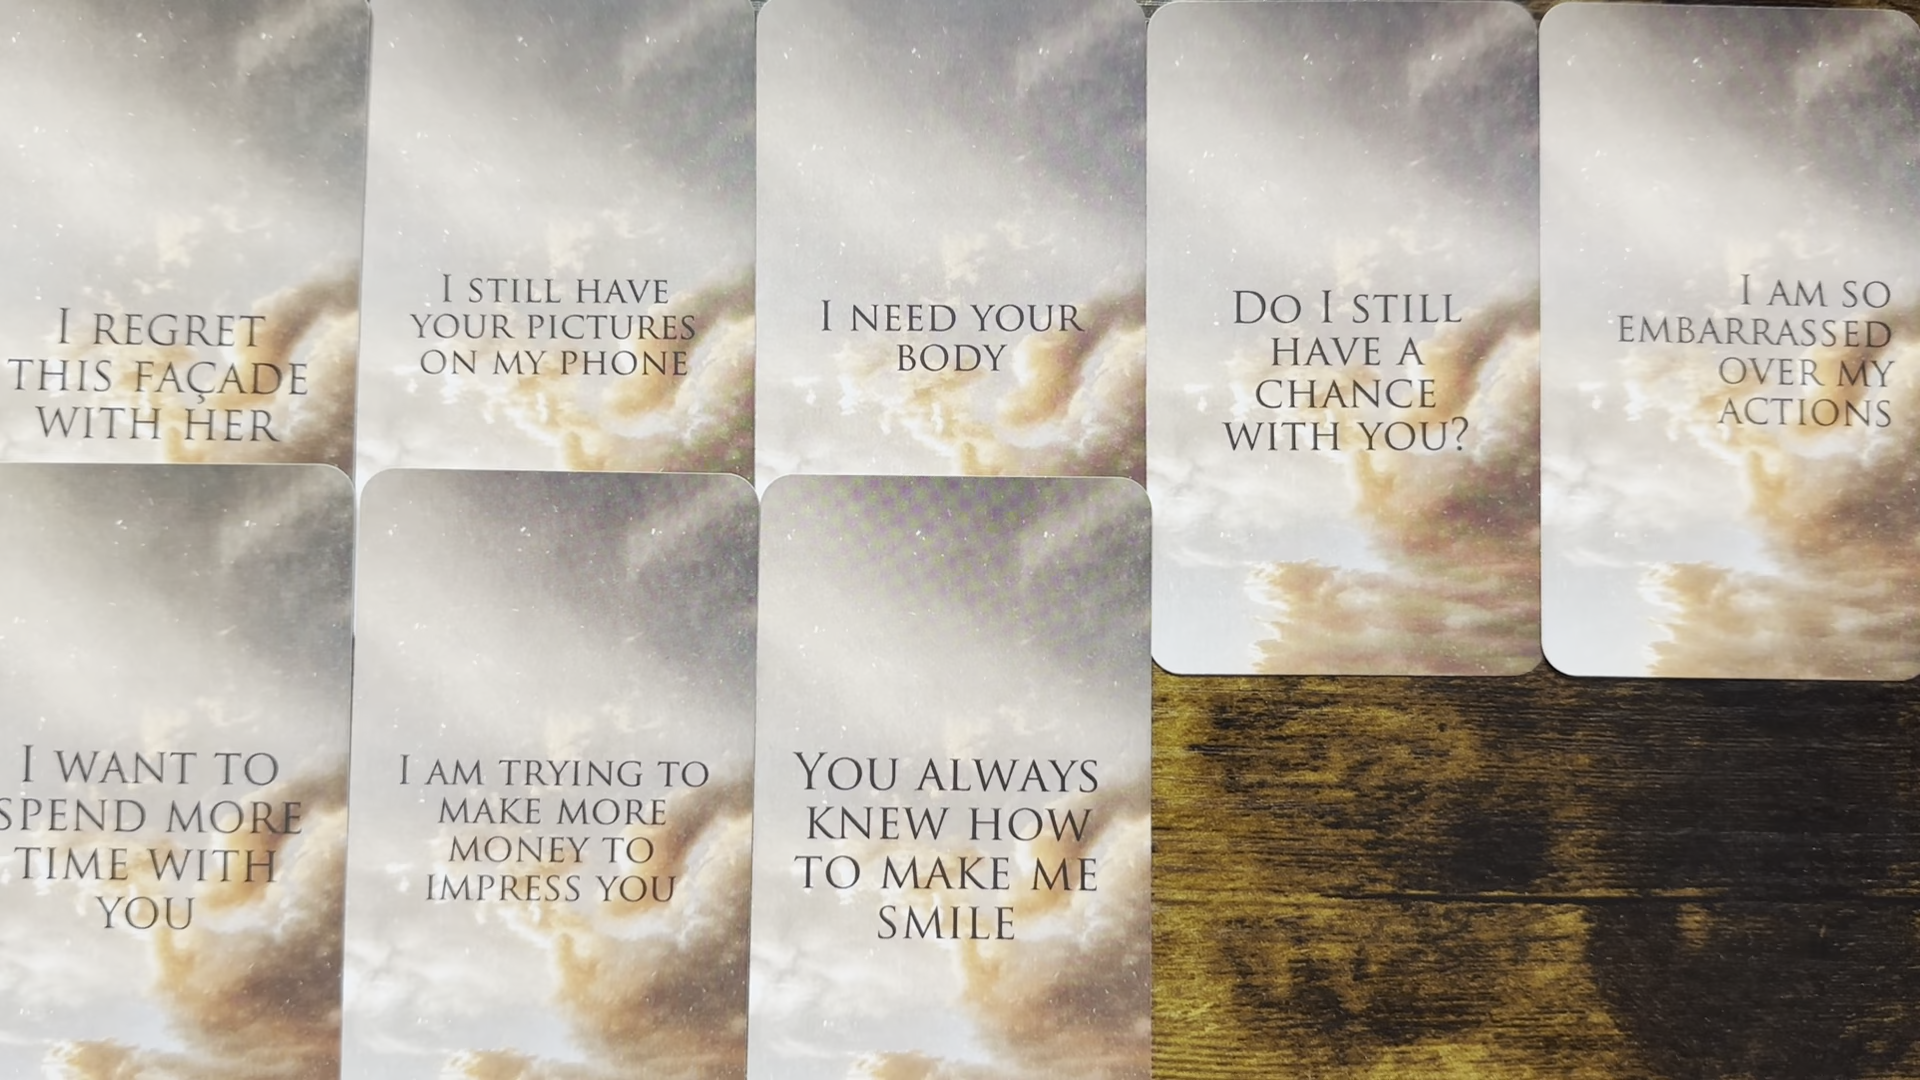 I REGRET
THIS FAÇADE
WITH HER
I STILL HAVE
YOUR PICTURES
ON MY PHONE
I NEED YOUR
BODY
DO I STILL
HAVE A
CHANCE
WITH YOU?
I AM SO
EMBARRASSED
OVER MY
ACTIONS
I WANT TO
SPEND MORE
TIME WITH
YOU
I AM TRYING TO
MAKE MORE
MONEY TO
IMPRESS YOU
YOU ALWAYS
KNEW HOW
TO MAKE ME
SMILE